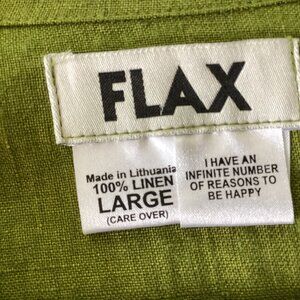 FLAX
Made in Lithuania
100% LINEN
LARGE
(CARE OVER)
I HAVE AN
INFINITE NUMBER
OF REASONS TO
BE HAPPY